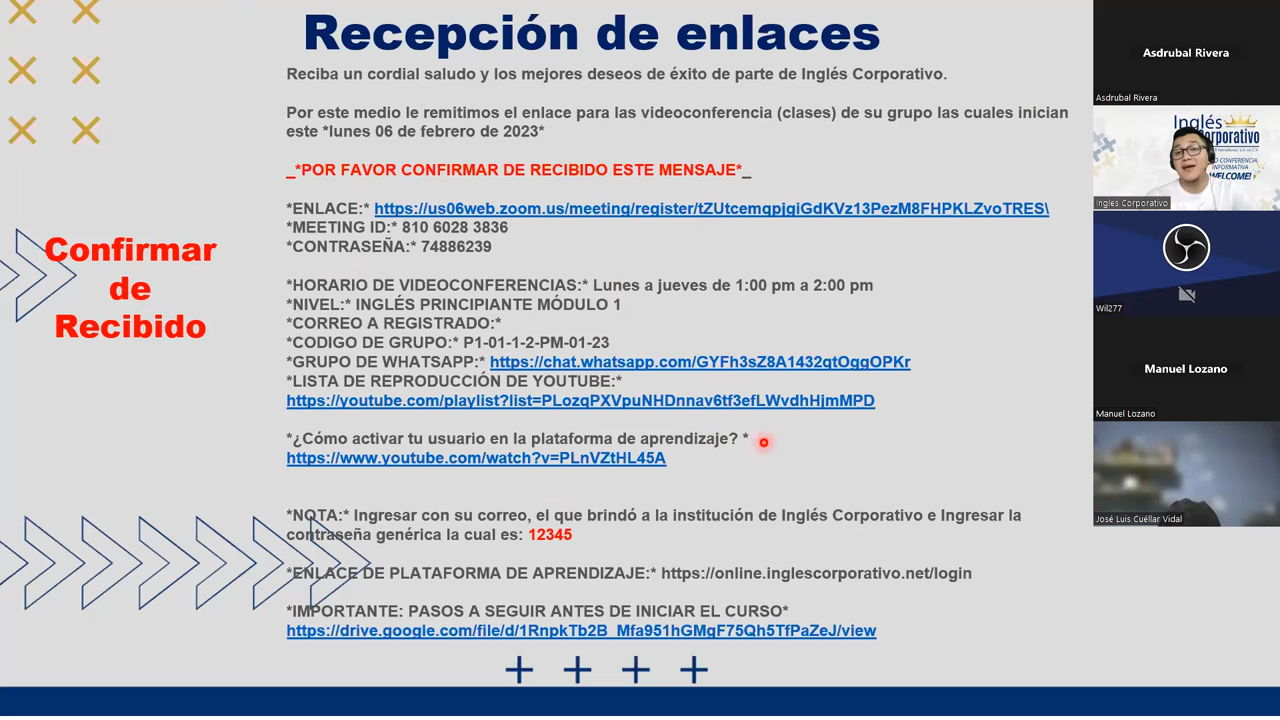 Recepción de enlaces
Reciba un cordial saludo y los mejores deseos de éxito de parte de Inglés Corporativo.
Por este medio le remitimos el enlace para las videoconferencia (clases) de su grupo las cuales inician
este *lunes 06 de febrero de 2023*
_*POR FAVOR CONFIRMAR DE RECIBIDO ESTE MENSAJE*_
*ENLACE:* https://us06web.zoom.us/meeting/register/tZUtcemqpjgiGdKVz13PezM8FHPKLZvoTRES\
*MEETING ID:* 810 6028 3836
*CONTRASEÑA:* 74886239
*HORARIO DE VIDEOCONFERENCIAS:* Lunes a jueves de 1:00 pm a 2:00 pm
*NIVEL:* INGLÉS PRINCIPIANTE MÓDULO 1
*CORREO A REGISTRADO:*
*CODIGO DE GRUPO:* P1-01-1-2-PM-01-23
*GRUPO DE WHATSAPP:* https://chat.whatsapp.com/GYFh3sZ8A1432qtOggOPKr
*LISTA DE REPRODUCCIÓN DE YOUTUBE:*
https://youtube.com/playlist?list=PLozqPXVpuNHDnnav6tf3efLWvdhHjmMPD
*¿Cómo activar tu usuario en la plataforma de aprendizaje? *
https://www.youtube.com/watch?v=PLnVZtHL45A
*NOTA:* Ingresar con su correo, el que brindó a la institución de Inglés Corporativo e Ingresar la
contraseña genérica la cual es: 12345
*ENLACE DE PLATAFORMA DE APRENDIZAJE:* https://online.inglescorporativo.net/login
*IMPORTANTE: PASOS A SEGUIR ANTES DE INICIAR EL CURSO*
https://drive.google.com/file/d/1RnpkTb2B_Mfa951hGMgF75Qh5TfPaZeJ/view
Confirmar
de
Recibido
Asdrubal Rivera
Asdrubal Rivera
Inglés
Corporativo
CONFERENCIA
INFORMATIVA
WELCOME!
Ingles Corporativo
Wil277
Manuel Lozano
Manuel Lozano
José Luis Cuéllar Vidal